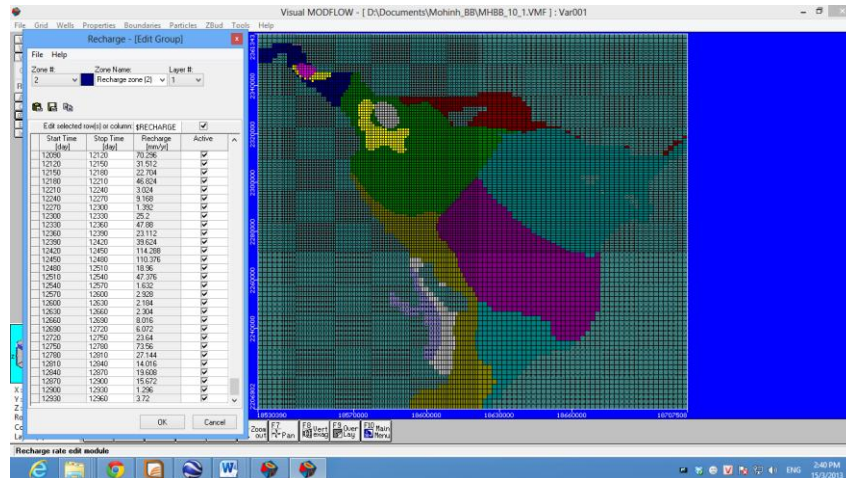 Visual MODFLOW - [ D:\Documents\Mohinh_BB\MHBB_10_1.VMF ] : Var001
File Grid Wells Properties Boundaries Particles ZBud Tools Help
Recharge - [Edit Group]
File Help
Zone #: Zone Name: Layer #:
2 Recharge zone (2) 1
Edit selected row(s) or column: $RECHARGE
Start Time [day] Stop Time [day] Recharge [mm/yr] Active
12090 12120 70.296
12120 12150 31.512
12150 12180 22.704
12180 12210 46.824
12210 12240 3.024
12240 12270 9.168
12270 12300 1.392
12300 12330 25.2
12330 12360 47.88
12360 12390 23.112
12390 12420 39.624
12420 12450 114.288
12450 12480 110.376
12480 12510 18.96
12510 12540 47.376
12540 12570 1.632
12570 12600 2.928
12600 12630 2.184
12630 12660 2.304
12660 12690 8.016
12690 12720 6.072
12720 12750 23.64
12750 12780 73.56
12780 12810 27.144
12810 12840 14.016
12840 12870 19.608
12870 12900 15.672
12900 12930 1.296
12930 12960 3.72
OK Cancel
2340000
2320000
2300000
2280000
2260000
2240000
18530390 18570000 18600000 18630000 18660000 18707508
Zoom out F7 Pan F8 Vert exag F9 Over Lay F10 Main Menu
Recharge rate edit module
ENG 2:40 PM
15/3/2013